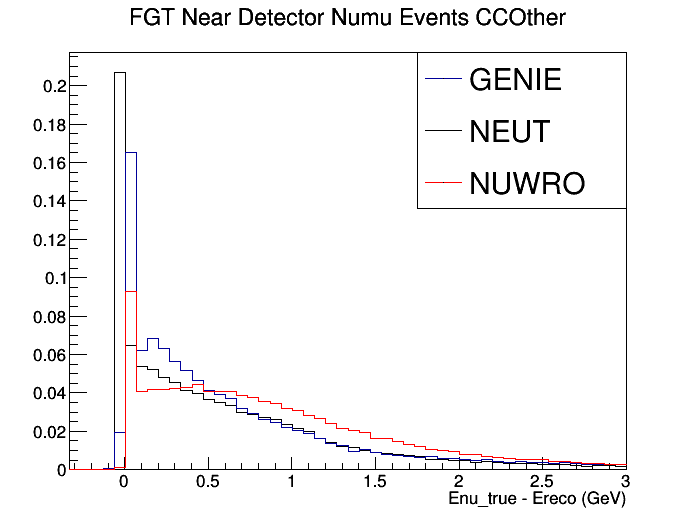 FGT Near Detector Numu Events CCOther
GENIE
NEUT
NUWRO
0.2
0.18
0.16
0.14
0.12
0.1
0.08
0.06
0.04
0.02
0
0 0.5 1 1.5 2 2.5 3
Enu_true - Ereco (GeV)